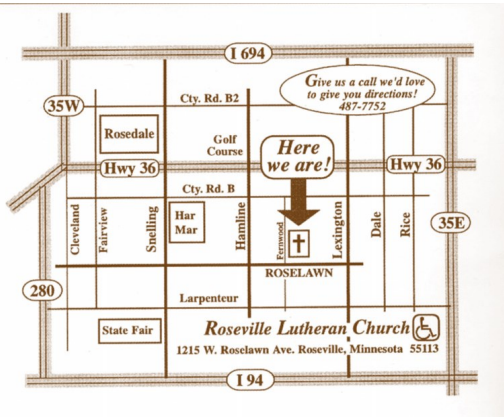 I 694
Give us a call we'd love
to give you directions!
487-7752
35W
Cty. Rd. B2
Rosedale
Golf
Course
Here
we are!
Hwy 36
Hwy 36
Cty. Rd. B
Cleveland
Fairview
Snelling
Har
Mar
Hamline
Fernwood
Lexington
Date
Rice
35E
ROSELAWN
280
Larpenteur
State Fair
Roseville Lutheran Church
1215 W. Roselawn Ave. Roseville, Minnesota 55113
I 94